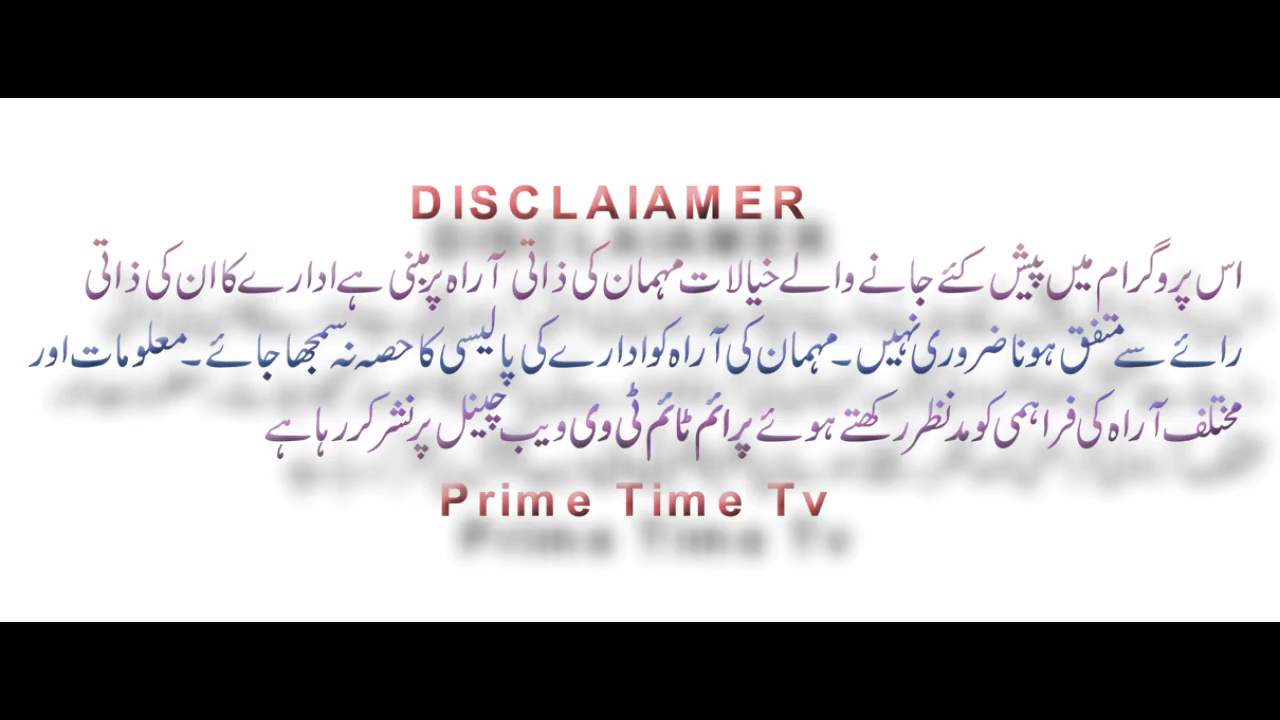 DISCLAIAMER
اس پروگرام میں پیش کئے جانے والے خیالات مہمان کی ذاتی آراہ پر مبنی ہے ادارے کا ان کی ذاتی
رائے سے متفق ہونا ضروری نہیں۔ مہمان کی آراہ کو ادارے کی پالیسی کا حصہ نہ سمجھا جائے۔ معلومات اور
مختلف آراہ کی فراہمی کو مدنظر رکھتے ہوئے پرائم ٹائم ٹی وی ویب چینل پر نشر کر رہا ہے
Prime Time Tv